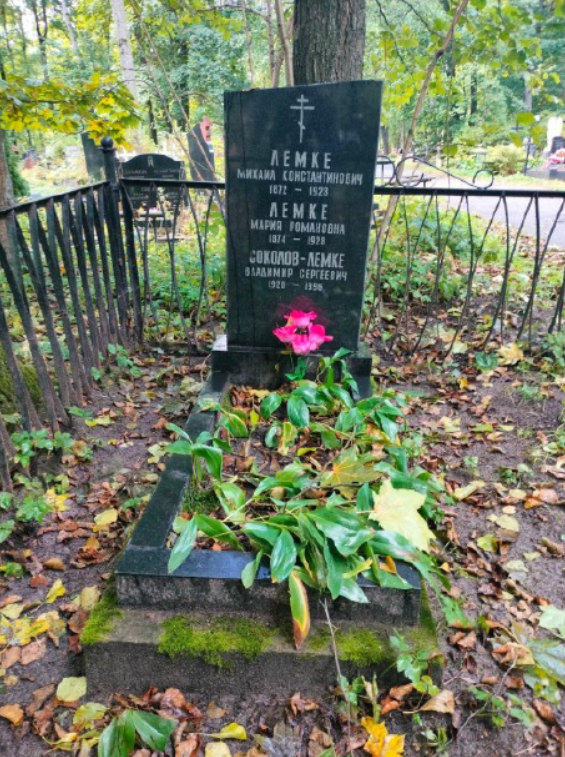 ЛЕМКЕ
МИХАИЛ КОНСТАНТИНОВИЧ
1872 — 1923
ЛЕМКЕ
МАРИЯ РОМАНОВНА
1874 — 1928
СОКОЛОВ-ЛЕМКЕ
ВЛАДИМИР СЕРГЕЕВИЧ
1920 — 1996